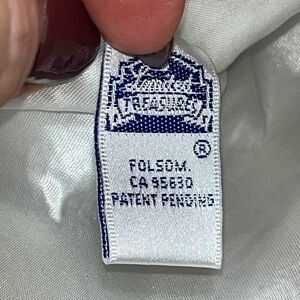 Limited
TREASURES
®
FOLSOM.
CA 95630
PATENT PENDING